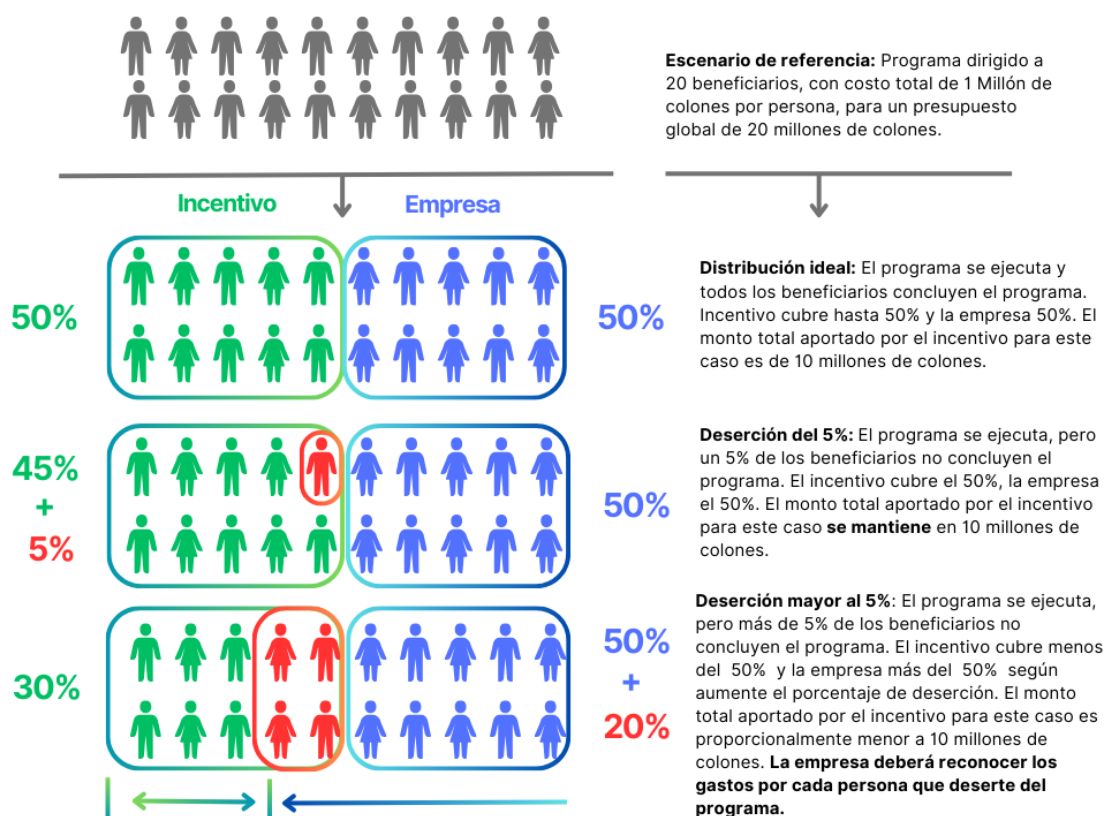 Escenario de referencia: Programa dirigido a
20 beneficiarios, con costo total de 1 Millón de
colones por persona, para un presupuesto
global de 20 millones de colones.
Incentivo
Empresa
50%
50%
Distribución ideal: El programa se ejecuta y
todos los beneficiarios concluyen el programa.
Incentivo cubre hasta 50% y la empresa 50%. El
monto total aportado por el incentivo para este
caso es de 10 millones de colones.
45%
+
5%
50%
Deserción del 5%: El programa se ejecuta, pero
un 5% de los beneficiarios no concluyen el
programa. El incentivo cubre el 50%, la empresa
el 50%. El monto total aportado por el incentivo
para este caso se mantiene en 10 millones de
colones.
30%
50%
+
20%
Deserción mayor al 5%: El programa se ejecuta,
pero más de 5% de los beneficiarios no
concluyen el programa. El incentivo cubre menos
del 50% y la empresa más del 50% según
aumente el porcentaje de deserción. El monto
total aportado por el incentivo para este caso es
proporcionalmente menor a 10 millones de
colones. La empresa deberá reconocer los
gastos por cada persona que deserte del
programa.